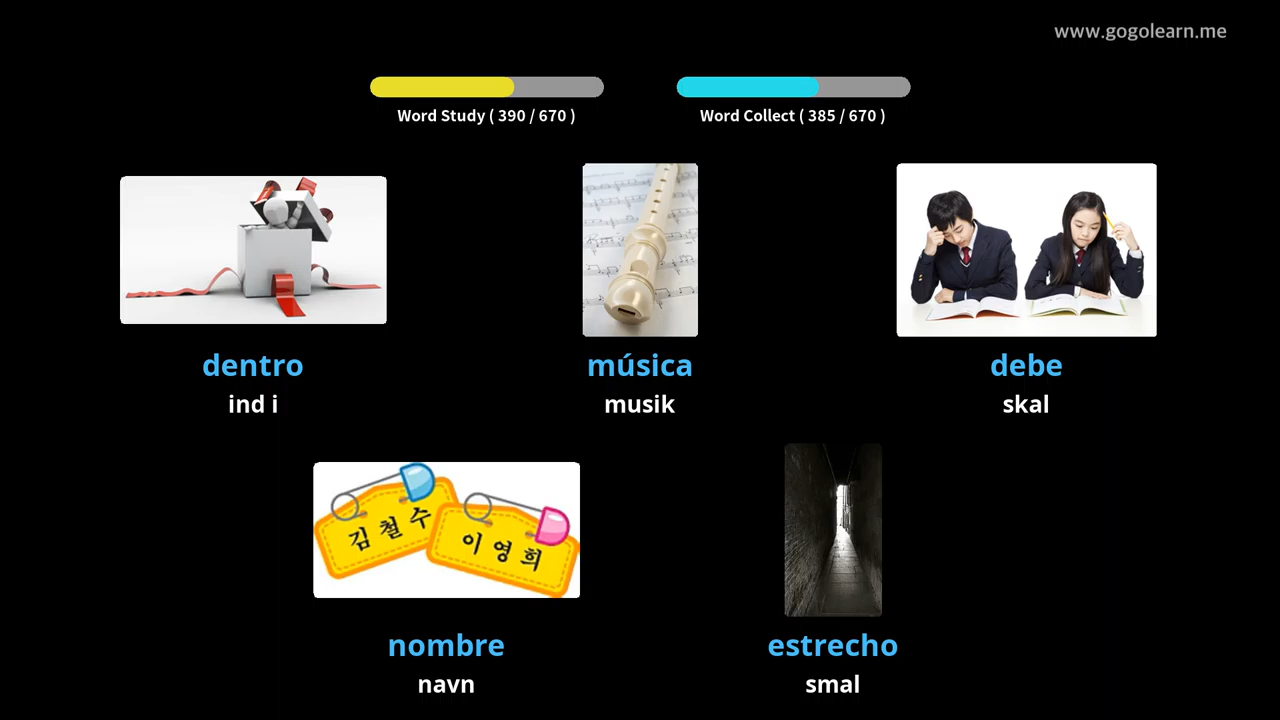 www.gogolearn.me
Word Study ( 390 / 670 )
Word Collect ( 385 / 670 )
dentro
ind i
música
musik
debe
skal
김철수
이영희
nombre
navn
estrecho
smal